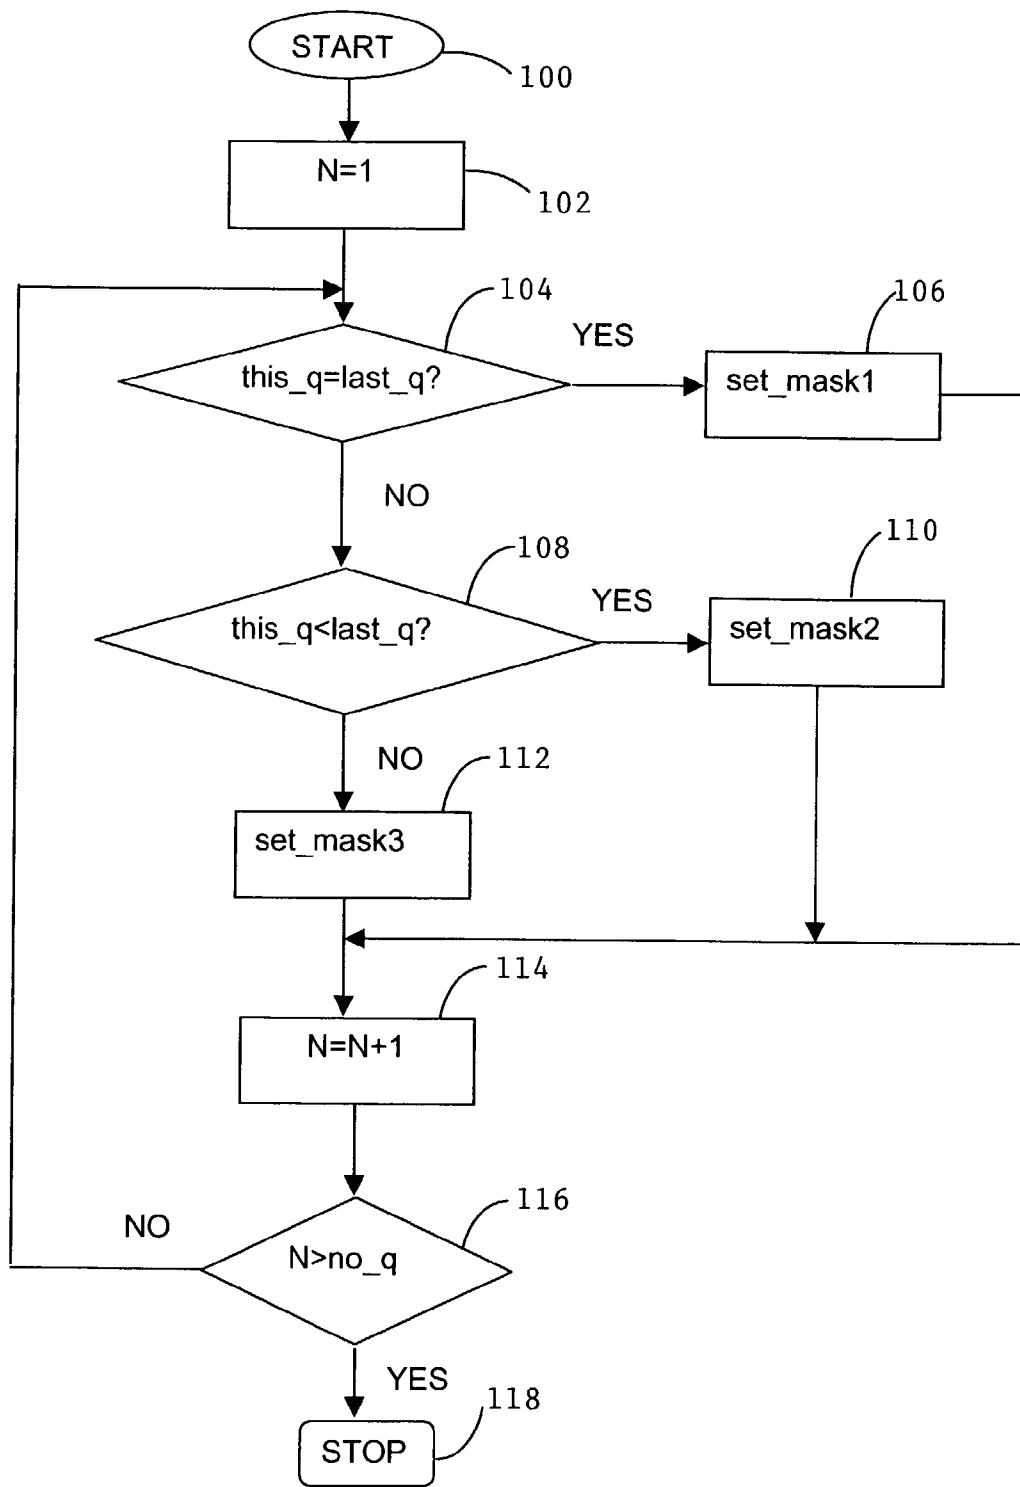 START
100
N=1
102
104
this_q=last_q?
YES
106
set_mask1
NO
108
this_q<last_q?
YES
110
set_mask2
NO
112
set_mask3
114
N=N+1
116
N>no_q
NO
YES
118
STOP